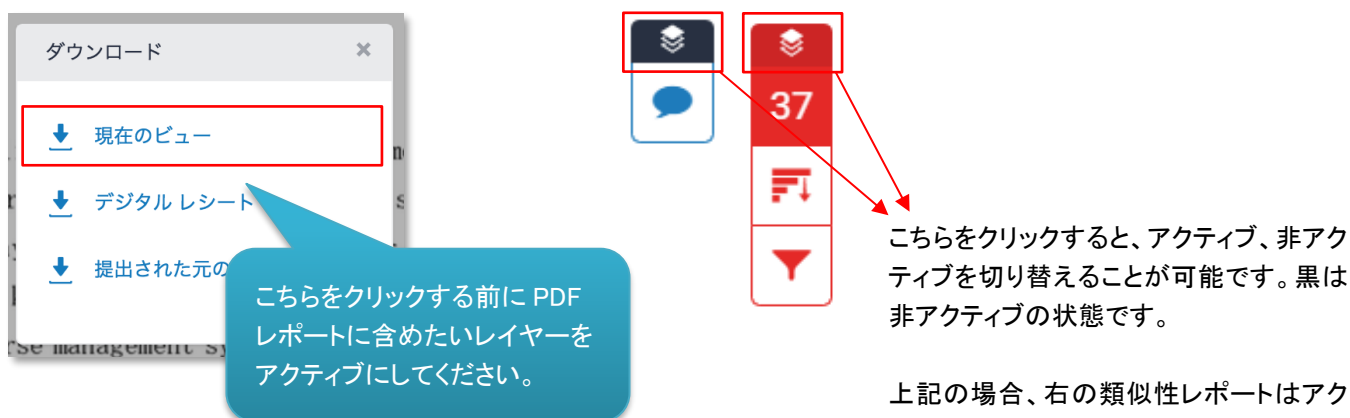 ダウンロード ×
現在のビュー
デジタル レシート
提出された元の
rse management sy
こちらをクリックする前に PDF
レポートに含めたいレイヤーを
アクティブにしてください。
37
こちらをクリックすると、アクティブ、非アク
ティブを切り替えることが可能です。黒は
非アクティブの状態です。
上記の場合、右の類似性レポートはアク